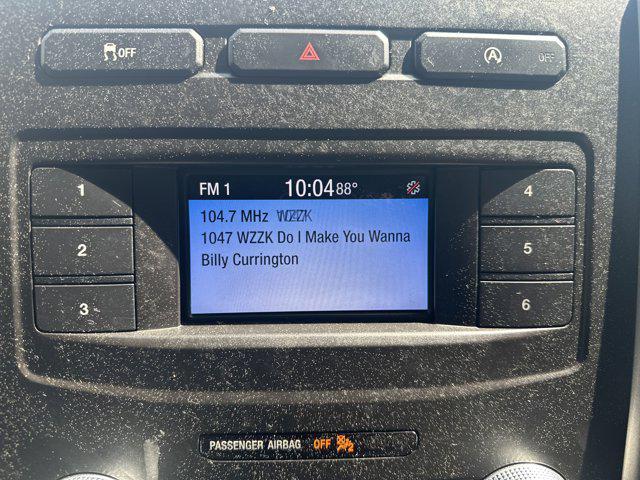 OFF
A OFF
FM 1 10:04 88°
104.7 MHz WZZK
1047 WZZK Do I Make You Wanna
Billy Currington
1
2
3
4
5
6
PASSENGER AIRBAG OFF